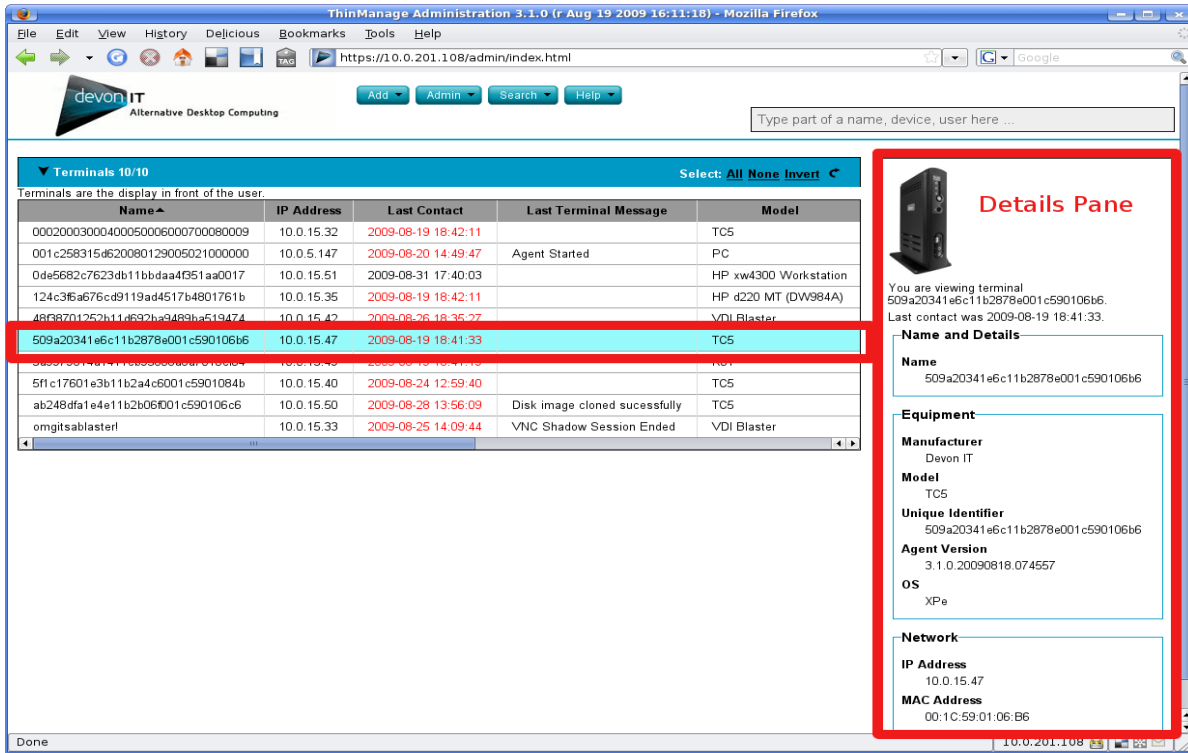 ThinManage Administration 3.1.0 (r Aug 19 2009 16:11:18) - Mozilla Firefox
File Edit View History Delicious Bookmarks Tools Help
TAG https://10.0.201.108/admin/index.html G Google
devon IT
Alternative Desktop Computing
Add Admin Search Help
Type part of a name, device, user here ...
Terminals 10/10 Select: All None Invert
Terminals are the display in front of the user.
Name IP Address Last Contact Last Terminal Message Model
00020003000400050006000700080009 10.0.15.32 2009-08-19 18:42:11 TC5
001c258315d620080129005021000000 10.0.5.147 2009-08-20 14:49:47 Agent Started PC
0de5682c7623db11bbdaa4f351aa0017 10.0.15.51 2009-08-31 17:40:03 HP xw4300 Workstation
124c3f6a676cd9119ad4517b4801761b 10.0.15.35 2009-08-19 18:42:11 HP d220 MT (DW984A)
48f38701252b11d692ba9489ba519474 10.0.15.42 2009-08-26 18:35:27 VDI Blaster
509a20341e6c11b2878e001c590106b6 10.0.15.47 2009-08-19 18:41:33 TC5
5f1c17601e3b11b2a4c6001c5901084b 10.0.15.40 2009-08-24 12:59:40 TC5
ab248dfa1e4e11b2b06f001c590106c6 10.0.15.50 2009-08-28 13:56:09 Disk image cloned sucessfully TC5
omgitsablaster! 10.0.15.33 2009-08-25 14:09:44 VNC Shadow Session Ended VDI Blaster
Details Pane
You are viewing terminal
509a20341e6c11b2878e001c590106b6.
Last contact was 2009-08-19 18:41:33.
Name and Details
Name
509a20341e6c11b2878e001c590106b6
Equipment
Manufacturer
Devon IT
Model
TC5
Unique Identifier
509a20341e6c11b2878e001c590106b6
Agent Version
3.1.0.20090818.074557
OS
XPe
Network
IP Address
10.0.15.47
MAC Address
00:1C:59:01:06:B6
Done 10.0.201.108